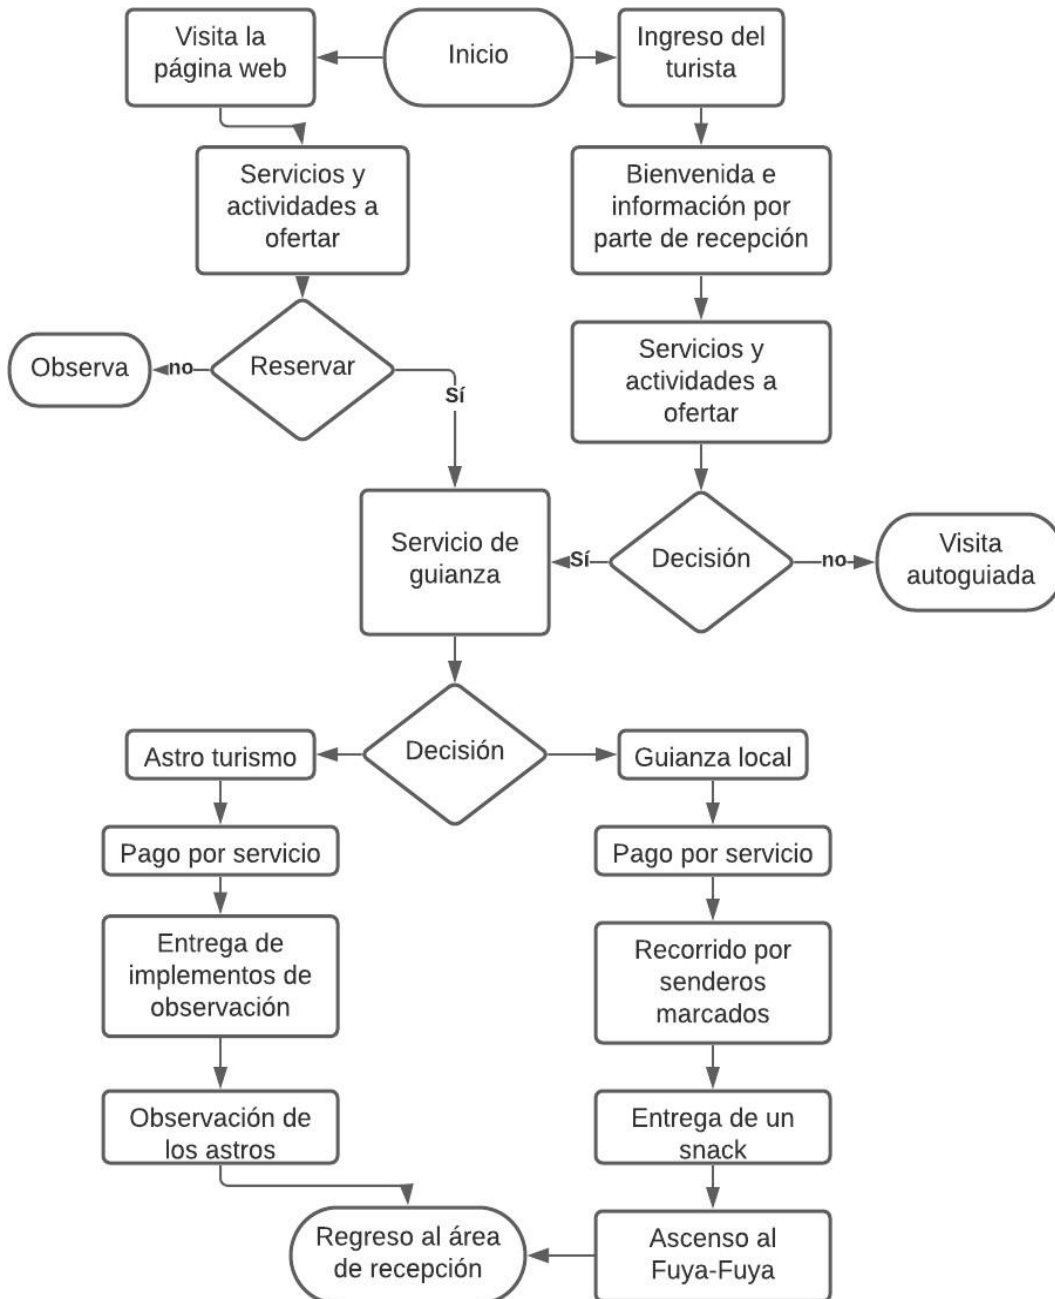 Visita la
página web
Inicio
Ingreso del
turista
Servicios y
actividades a
ofertar
Bienvenida e
información por
parte de recepción
Observa
no
Reservar
Sí
Servicios y
actividades a
ofertar
Servicio de
guianza
Sí
Decisión
no
Visita
autoguiada
Astro turismo
Decisión
Guianza local
Pago por servicio
Pago por servicio
Entrega de
implementos de
observación
Recorrido por
senderos
marcados
Observación de
los astros
Entrega de un
snack
Regreso al área
de recepción
Ascenso al
Fuya-Fuya